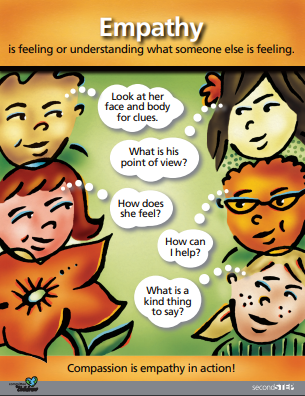 Empathy
is feeling or understanding what someone else is feeling.
Look at her
face and body
for clues.
What is his
point of view?
How does
she feel?
How can
I help?
What is a
kind thing
to say?
Compassion is empathy in action!
secondSTEP